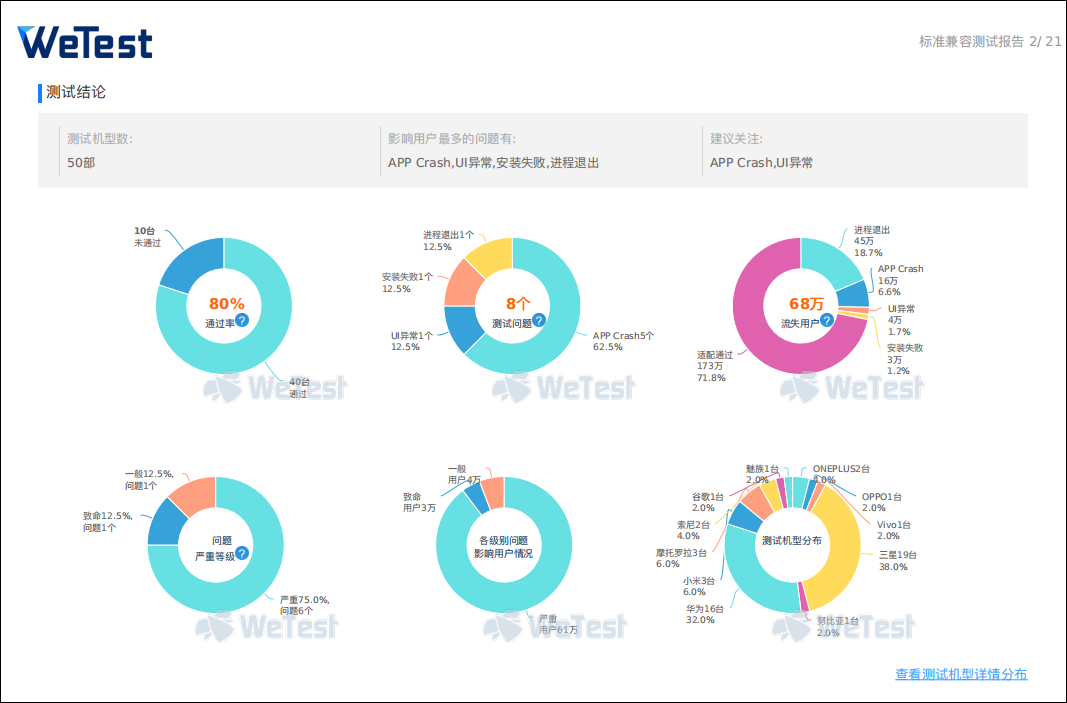 WeTest
标准兼容测试报告 2/ 21
测试结论
测试机型数:
50部
影响用户最多的问题有:
APP Crash,UI异常,安装失败,进程退出
建议关注:
APP Crash,UI异常
10台
未通过
80%
通过率?
40台
通过
WeTest
进程退出1个
12.5%
安装失败1个
12.5%
UI异常1个
12.5%
8个
测试问题?
APP Crash5个
62.5%
WeTest
进程退出
45万
18.7%
APP Crash
16万
6.6%
UI异常
4万
1.7%
安装失败
3万
1.2%
68万
流失用户?
适配通过
173万
71.8%
WeTest
一般12.5%,
问题1个
致命12.5%,
问题1个
问题
严重等级?
严重75.0%,
问题6个
WeTest
一般
用户4万
致命
用户3万
各级别问题
影响用户情况
严重
用户61万
WeTest
魅族1台
2.0%
ONEPLUS2台
4.0%
谷歌1台
2.0%
OPPO1台
2.0%
索尼2台
4.0%
Vivo1台
2.0%
摩托罗拉3台
6.0%
三星19台
38.0%
小米3台
6.0%
华为16台
32.0%
测试机型分布
努比亚1台
2.0%
WeTest
查看测试机型详情分布